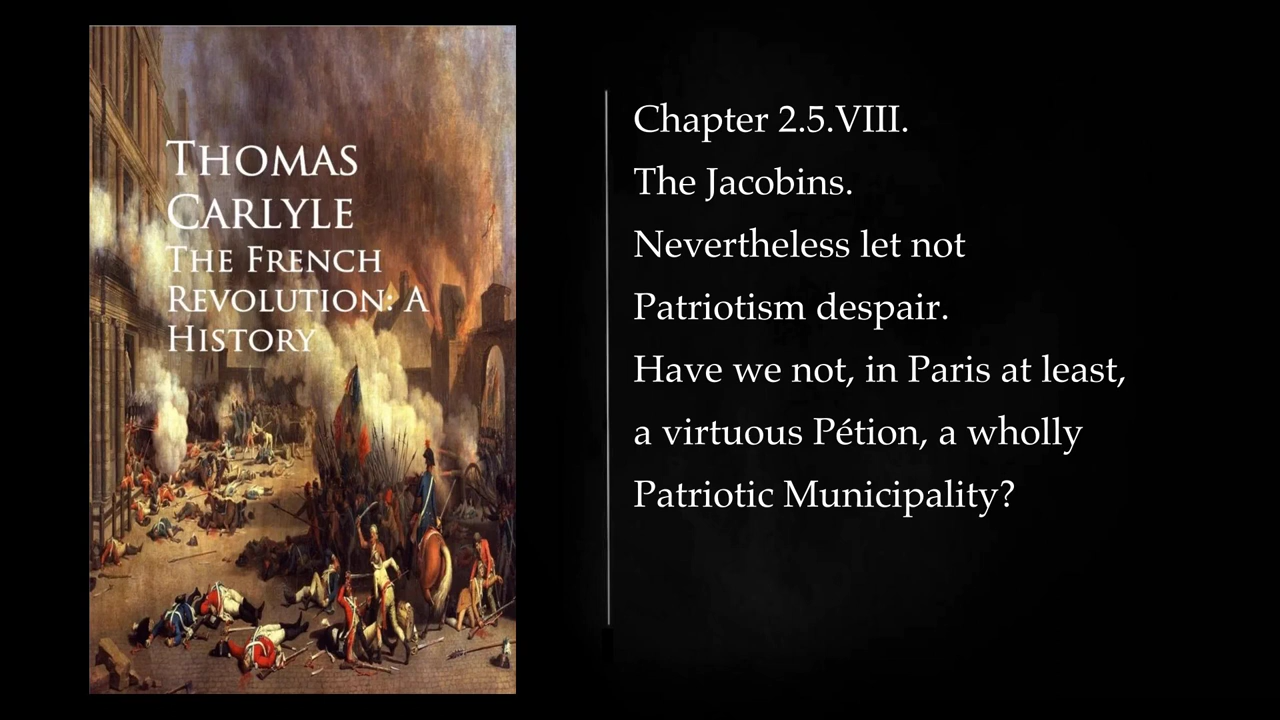 THOMAS
CARLYLE
THE FRENCH
REVOLUTION: A
HISTORY
Chapter 2.5.VIII.
The Jacobins.
Nevertheless let not
Patriotism despair.
Have we not, in Paris at least,
a virtuous Pétion, a wholly
Patriotic Municipality?